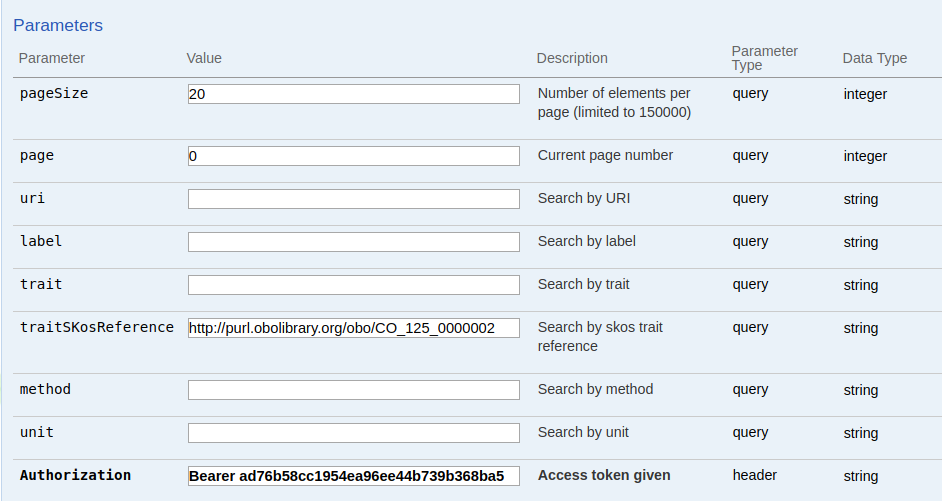 Parameters
Parameter Value Description Parameter Type Data Type
pageSize 20 Number of elements per page (limited to 150000) query integer
page 0 Current page number query integer
uri Search by URI query string
label Search by label query string
trait Search by trait query string
traitSKosReference http://purl.obolibrary.org/obo/CO_125_0000002 Search by skos trait reference query string
method Search by method query string
unit Search by unit query string
Authorization Bearer ad76b58cc1954ea96ee44b739b368ba5 Access token given header string